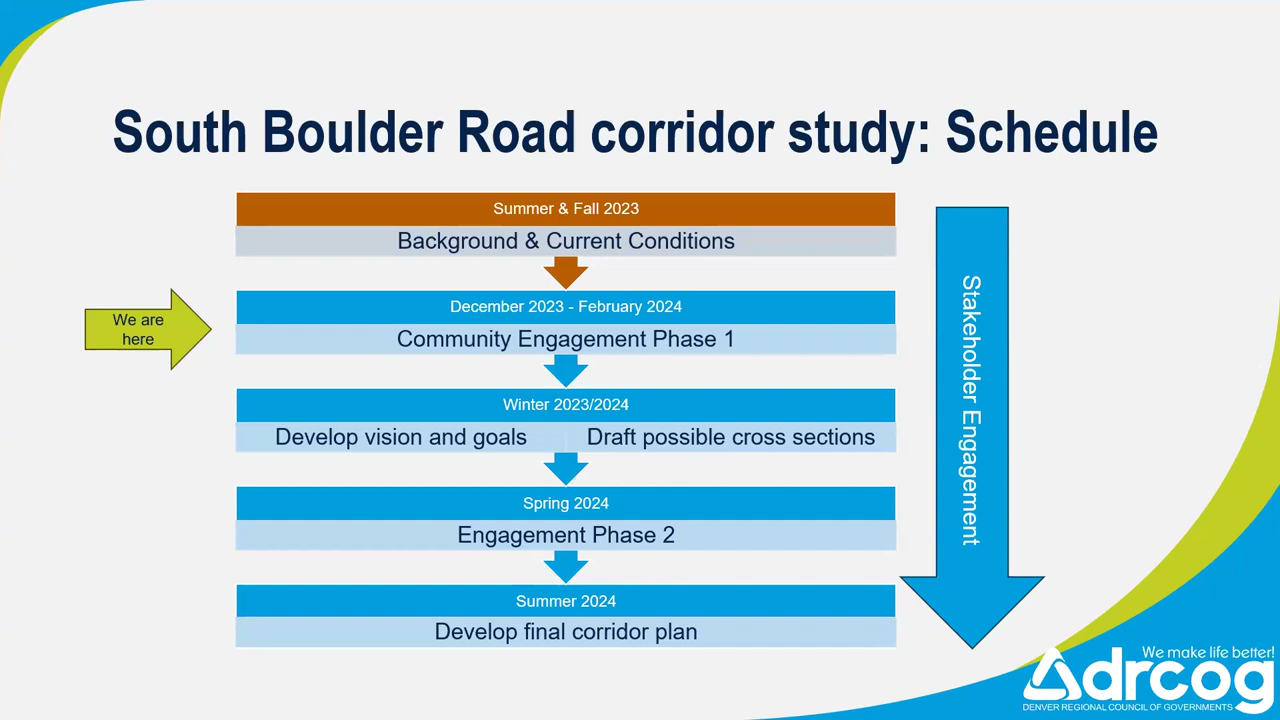 South Boulder Road corridor study: Schedule
Summer & Fall 2023
Background & Current Conditions
December 2023 - February 2024
Community Engagement Phase 1
We are
here
Winter 2023/2024
Develop vision and goals
Draft possible cross sections
Spring 2024
Engagement Phase 2
Summer 2024
Develop final corridor plan
Stakeholder Engagement
We make life better!
drcog
DENVER REGIONAL COUNCIL OF GOVERNMENTS